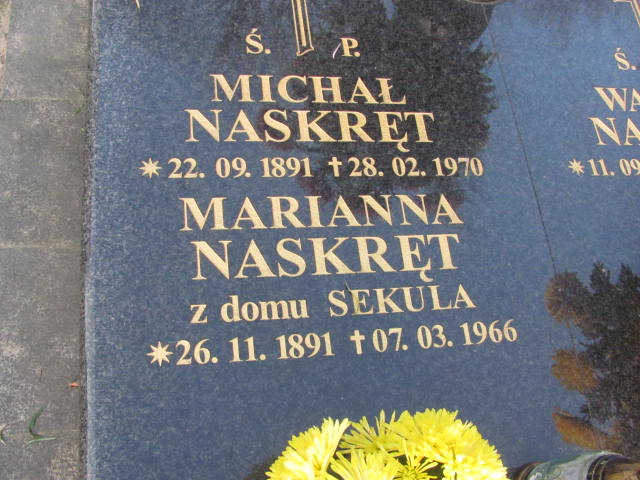 Ś. P.
MICHAŁ
NASKRĘT
* 22. 09. 1891 † 28. 02. 1970
MARIANNA
NASKRĘT
z domu SEKULA
* 26. 11. 1891 † 07. 03. 1966
Ś.